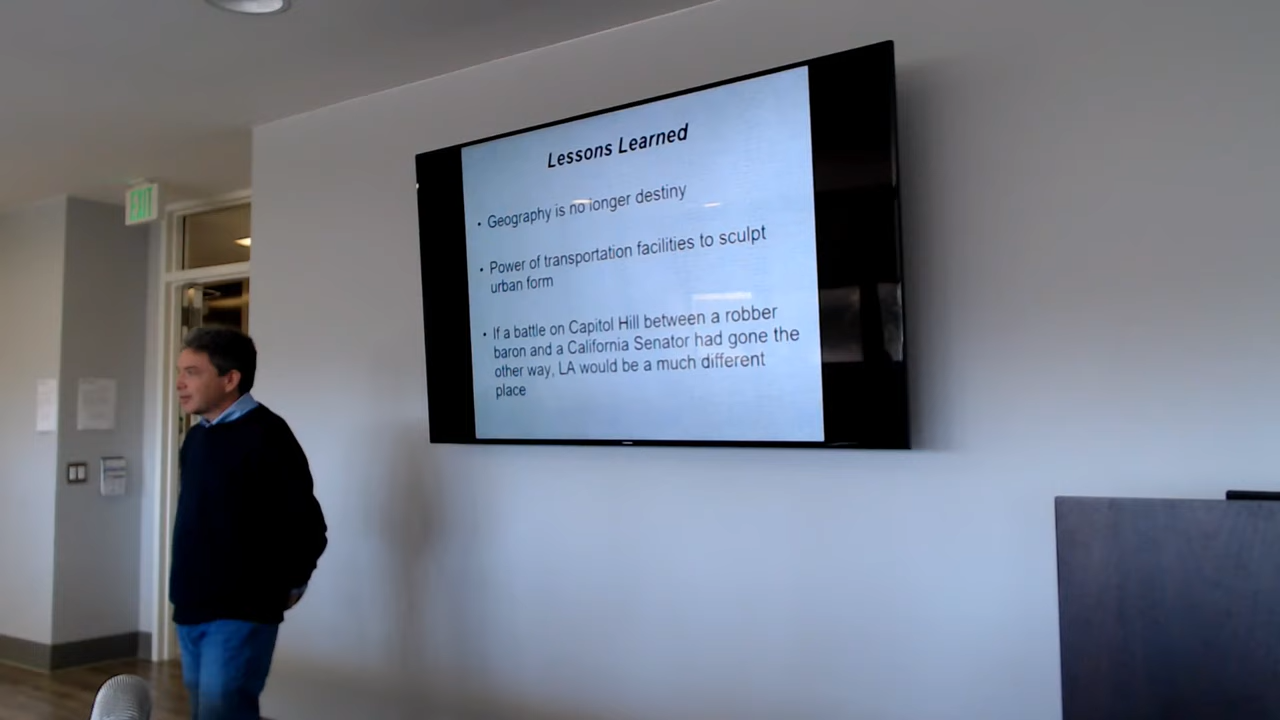 EXIT
Lessons Learned
• Geography is no longer destiny
• Power of transportation facilities to sculpt
urban form
• If a battle on Capitol Hill between a robber
baron and a California Senator had gone the
other way, LA would be a much different
place